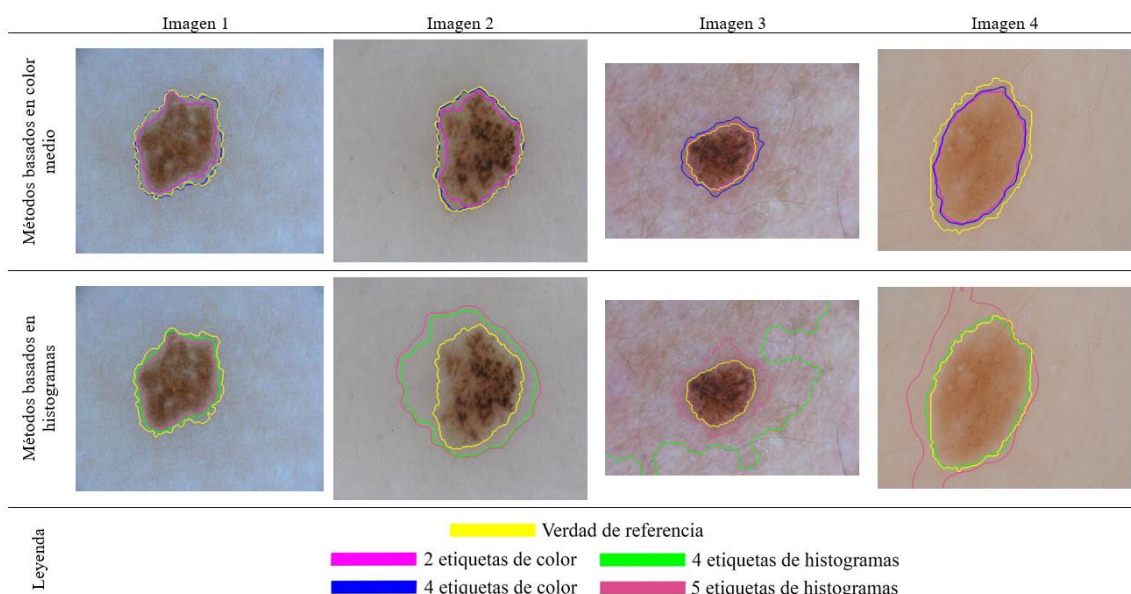 Imagen 1 Imagen 2 Imagen 3 Imagen 4
Métodos basados en color
medio
Métodos basados en
histogramas
Leyenda
Verdad de referencia
2 etiquetas de color 4 etiquetas de histogramas
4 etiquetas de color 5 etiquetas de histogramas